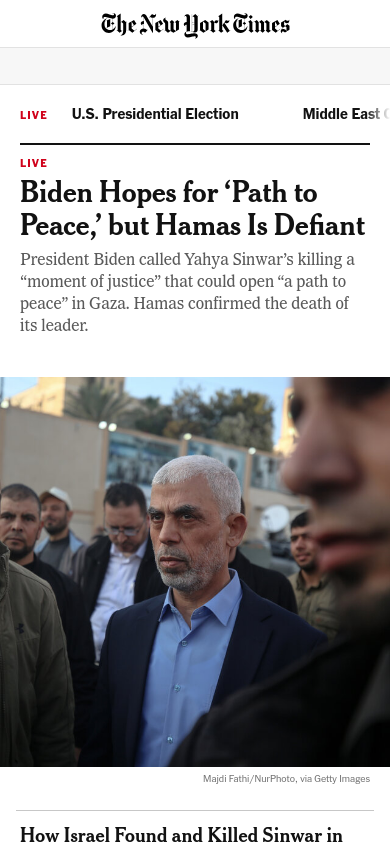 The New York Times
LIVE U.S. Presidential Election Middle East
LIVE
Biden Hopes for ‘Path to
Peace,’ but Hamas Is Defiant
President Biden called Yahya Sinwar’s killing a
“moment of justice” that could open “a path to
peace” in Gaza. Hamas confirmed the death of
its leader.
Majdi Fathi/NurPhoto, via Getty Images
How Israel Found and Killed Sinwar in